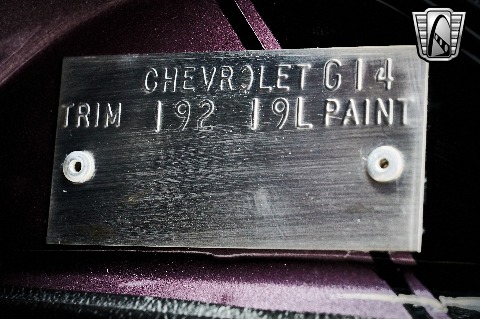 CHEVROLET G14
TRIM 192 19L PAINT